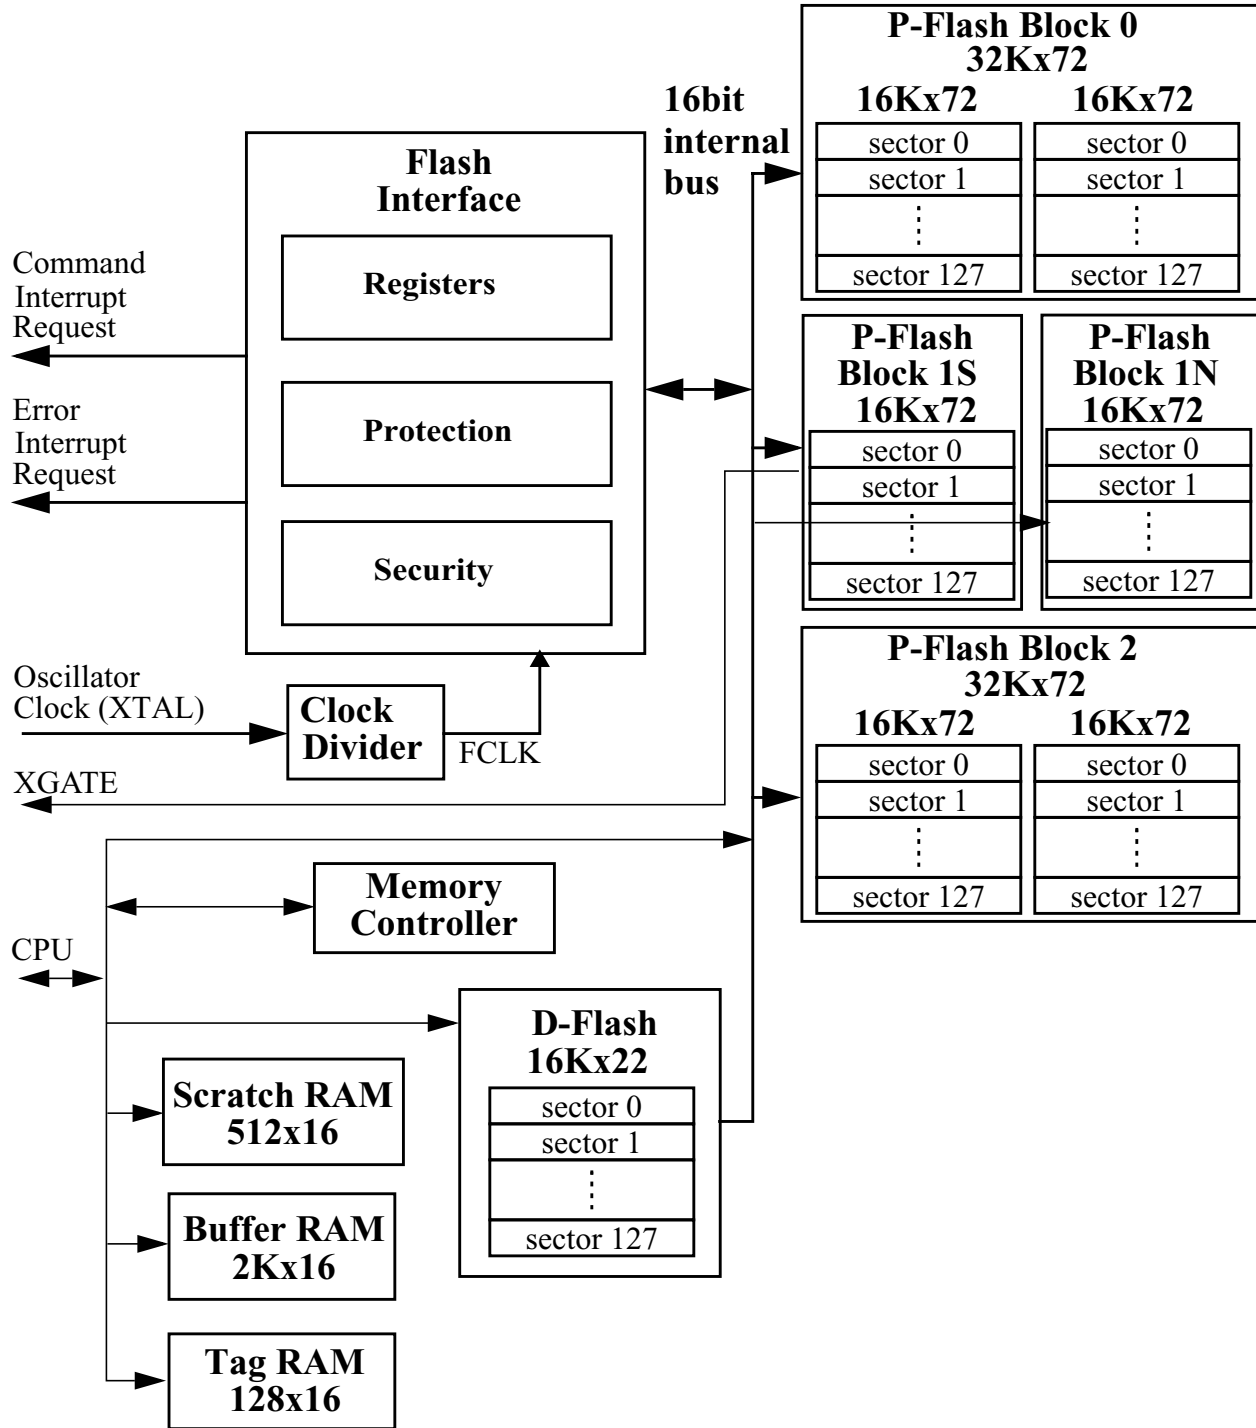 P-Flash Block 0
32Kx72
16Kx72
16Kx72
sector 0
sector 1
sector 127
sector 0
sector 1
sector 127
16bit
internal
bus
Flash
Interface
Registers
Protection
Security
Command
Interrupt
Request
Error
Interrupt
Request
P-Flash
Block 1S
16Kx72
sector 0
sector 1
sector 127
P-Flash
Block 1N
16Kx72
sector 0
sector 1
sector 127
Oscillator
Clock (XTAL)
Clock
Divider
FCLK
XGATE
P-Flash Block 2
32Kx72
16Kx72
16Kx72
sector 0
sector 1
sector 127
sector 0
sector 1
sector 127
Memory
Controller
CPU
D-Flash
16Kx22
sector 0
sector 1
sector 127
Scratch RAM
512x16
Buffer RAM
2Kx16
Tag RAM
128x16